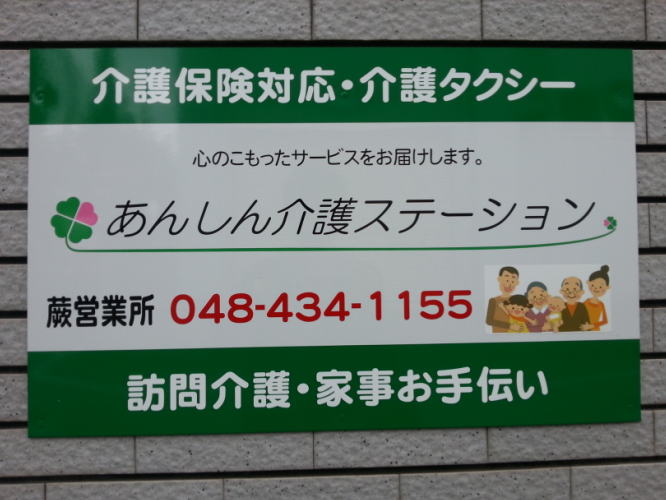 介護保険対応・介護タクシー
心のこもったサービスをお届けします。
あんしん介護ステーション
蕨営業所 048-434-1155
訪問介護・家事お手伝い